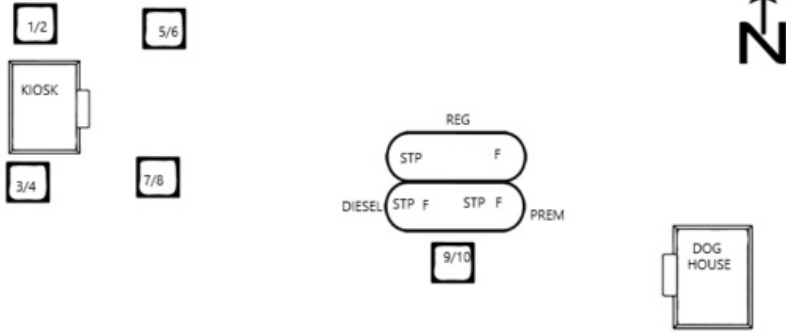 1/2
5/6
N
KIOSK
REG
STP F
3/4
7/8
DIESEL STP F STP F PREM
9/10
DOG
HOUSE